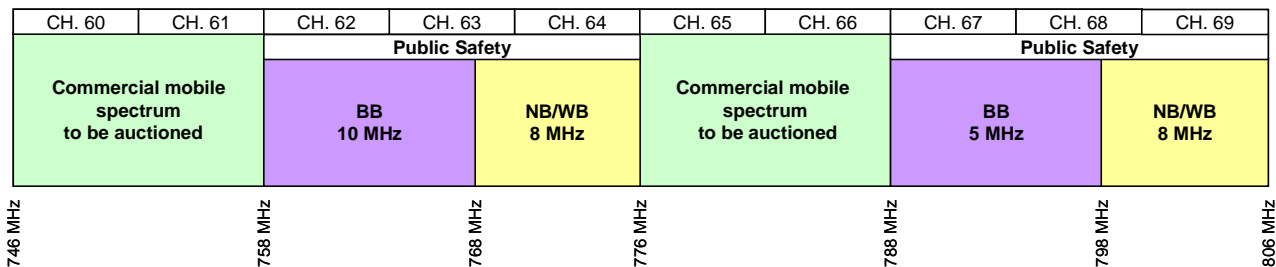 CH. 60 CH. 61 CH. 62 CH. 63 CH. 64 CH. 65 CH. 66 CH. 67 CH. 68 CH. 69
Public Safety Public Safety
Commercial mobile
spectrum
to be auctioned
BB
10 MHz
NB/WB
8 MHz
Commercial mobile
spectrum
to be auctioned
BB
5 MHz
NB/WB
8 MHz
746 MHz
758 MHz
768 MHz
776 MHz
788 MHz
798 MHz
806 MHz